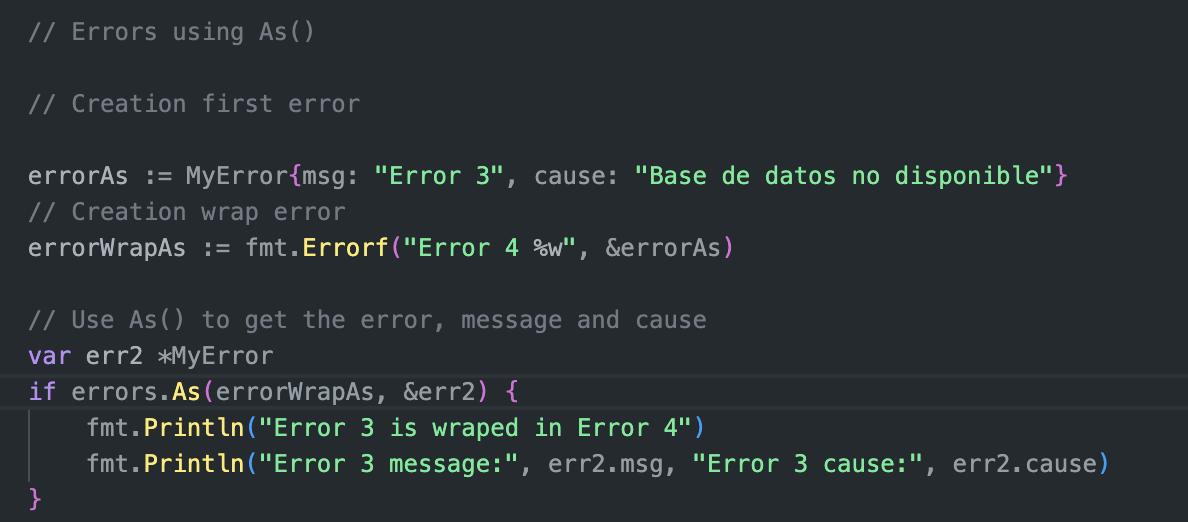 // Errors using As()
// Creation first error
errorAs := MyError{msg: "Error 3", cause: "Base de datos no disponible"}
// Creation wrap error
errorWrapAs := fmt.Errorf("Error 4 %w", &errorAs)
// Use As() to get the error, message and cause
var err2 *MyError
if errors.As(errorWrapAs, &err2) {
    fmt.Println("Error 3 is wraped in Error 4")
    fmt.Println("Error 3 message:", err2.msg, "Error 3 cause:", err2.cause)
}